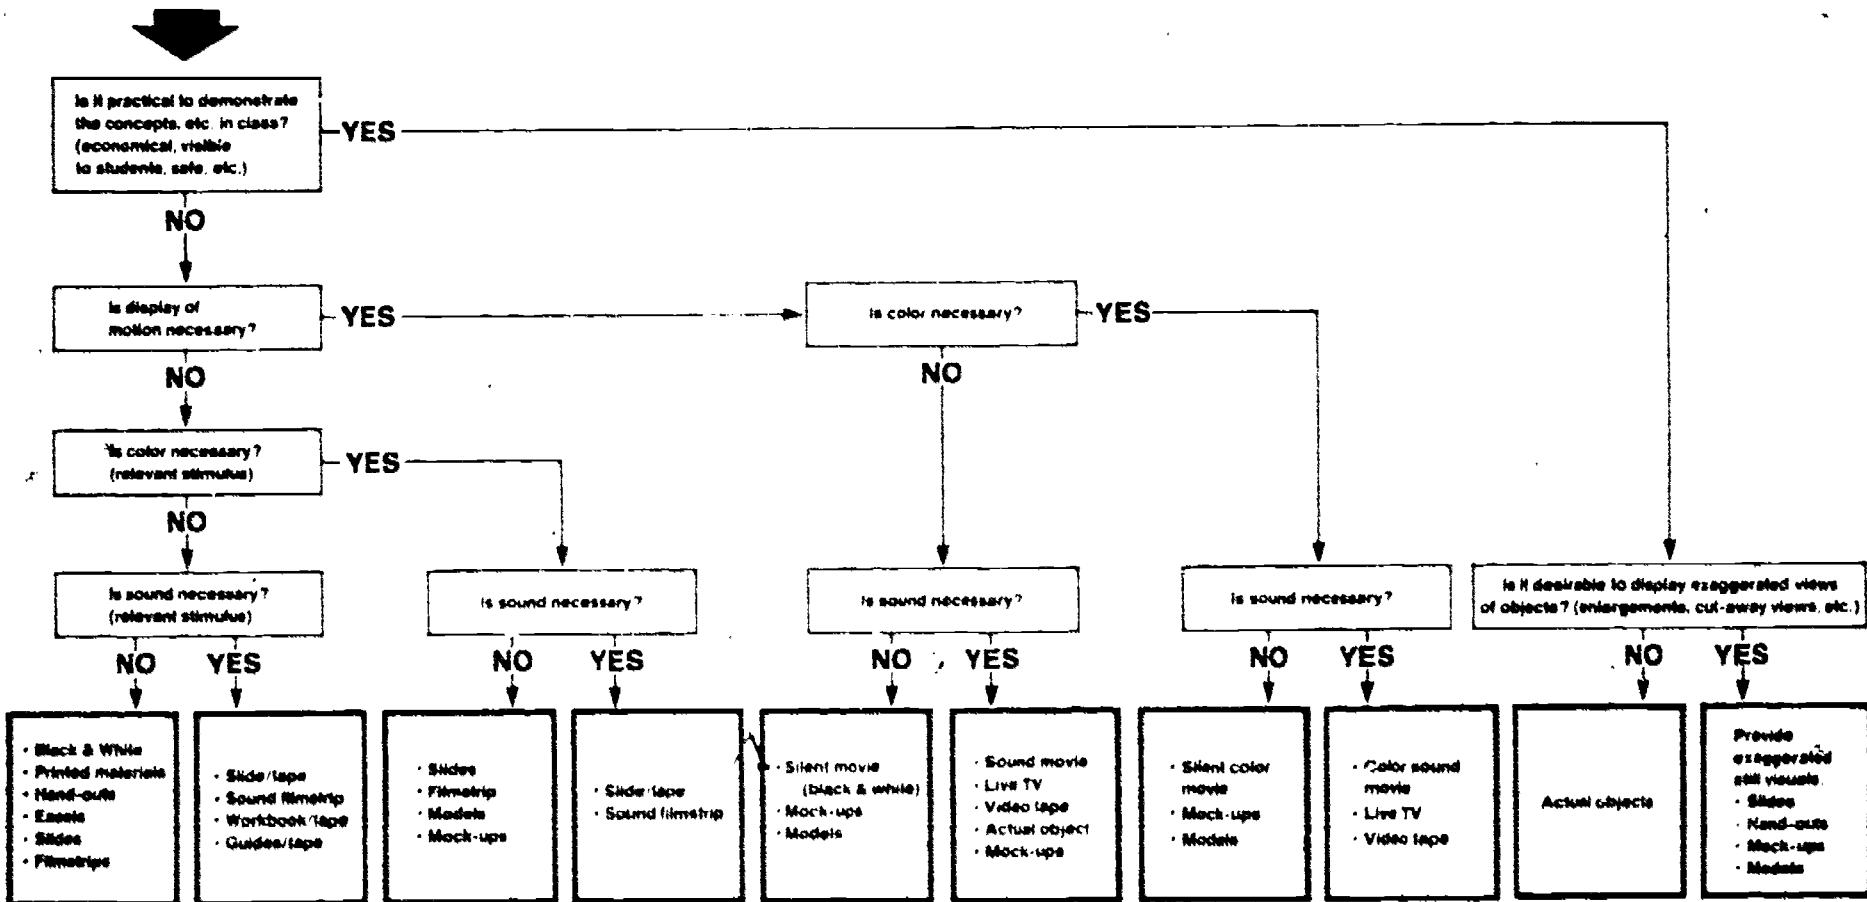 Is it practical to demonstrate
the concepts, etc. in class?
(economical, visible
to students, safe, etc.)
YES
NO
Is display of
motion necessary?
YES
Is color necessary?
YES
NO
NO
Is color necessary?
(relevant stimulus)
YES
NO
Is sound necessary?
(relevant stimulus)
Is sound necessary?
Is sound necessary?
Is sound necessary?
Is it desirable to display exaggerated views
of objects? (enlargements, cut-away views, etc.)
NO YES
NO YES
NO YES
NO YES
NO YES
· Black & White
· Printed materials
· Hand-outs
· Easels
· Slides
· Filmstrips
· Slide/tape
· Sound filmstrip
· Workbook/tape
· Guides/tape
· Slides
· Filmstrip
· Models
· Mock-ups
· Slide/tape
· Sound filmstrip
· Silent movie
(black & white)
· Mock-ups
· Models
· Sound movie
· Live TV
· Video tape
· Actual object
· Mock-ups
· Silent color
movie
· Mock-ups
· Models
· Color sound
movie
· Live TV
· Video tape
Actual objects
Provide
exaggerated
still visuals
· Slides
· Hand-outs
· Mock-ups
· Models